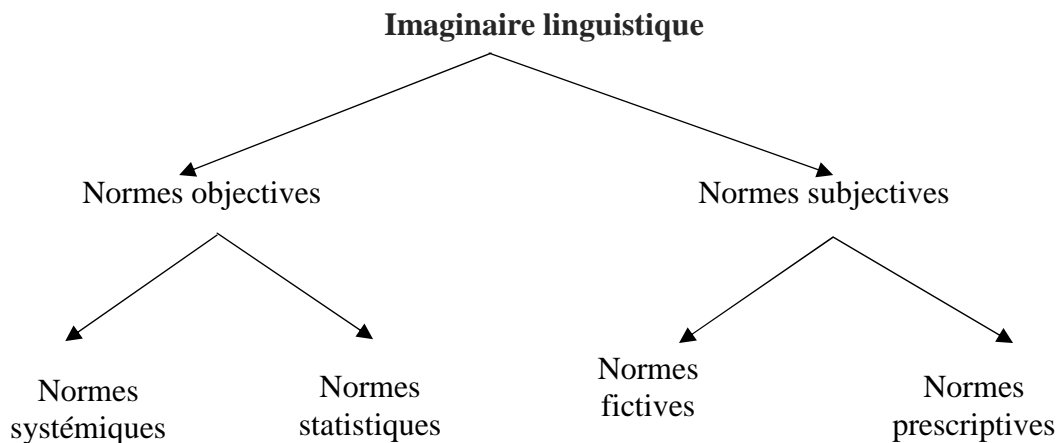 Imaginaire linguistique
Normes objectives
Normes subjectives
Normes
systémiques
Normes
statistiques
Normes
fictives
Normes
prescriptives